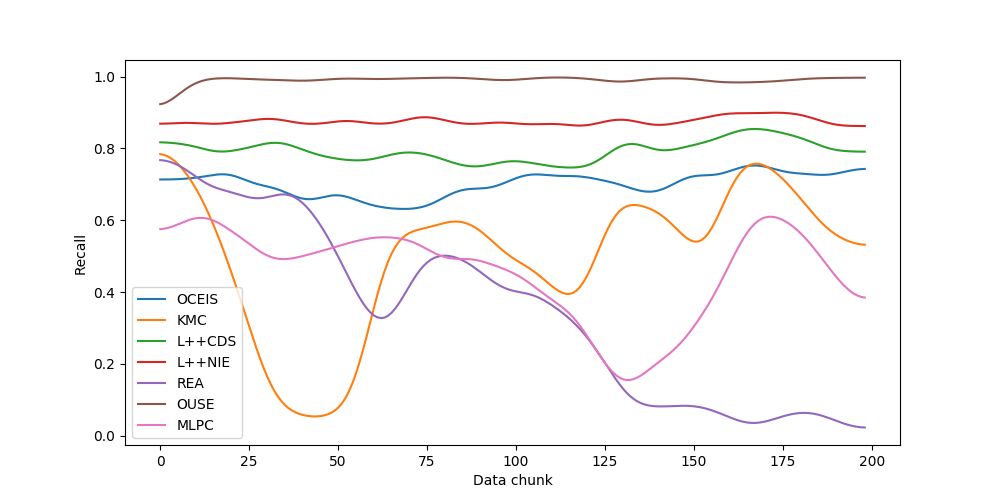 Recall
1.0
0.8
0.6
0.4
0.2
0.0
OCEIS
KMC
L++CDS
L++NIE
REA
OUSE
MLPC
0 25 50 75 100 125 150 175 200
Data chunk